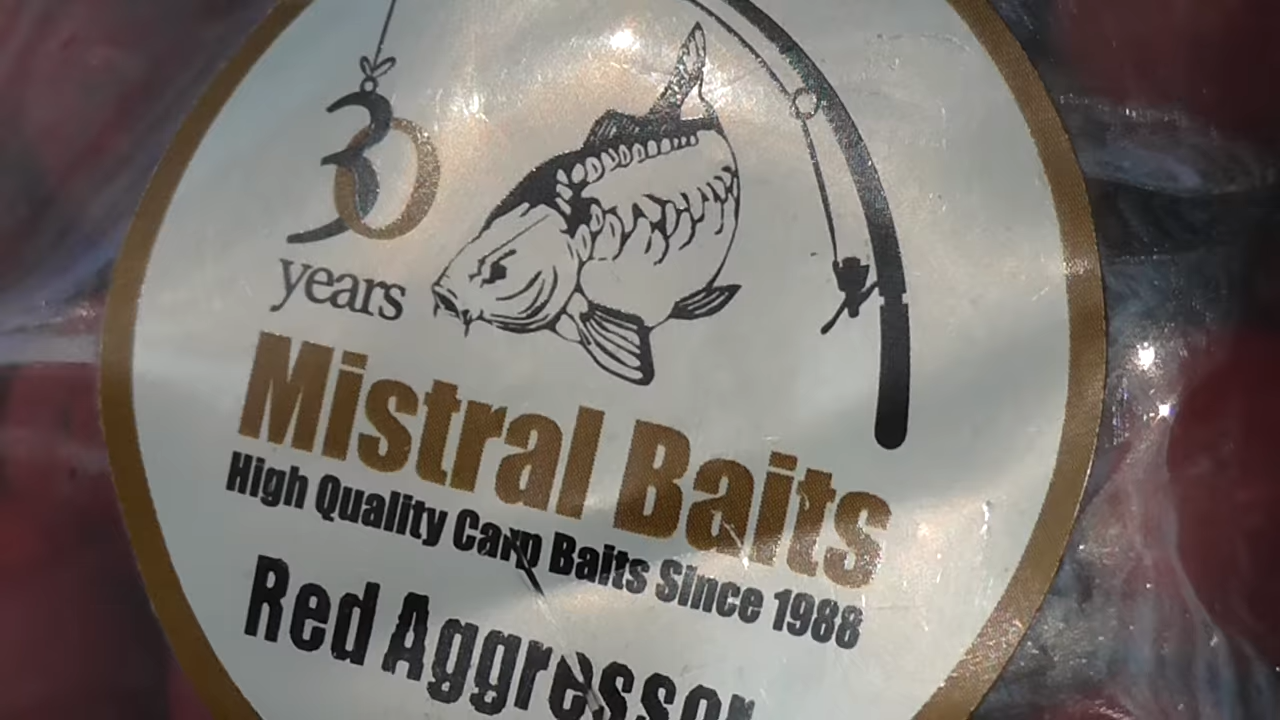 30
years
Mistral Baits
High Quality Carp Baits Since 1988
Red Aggressor